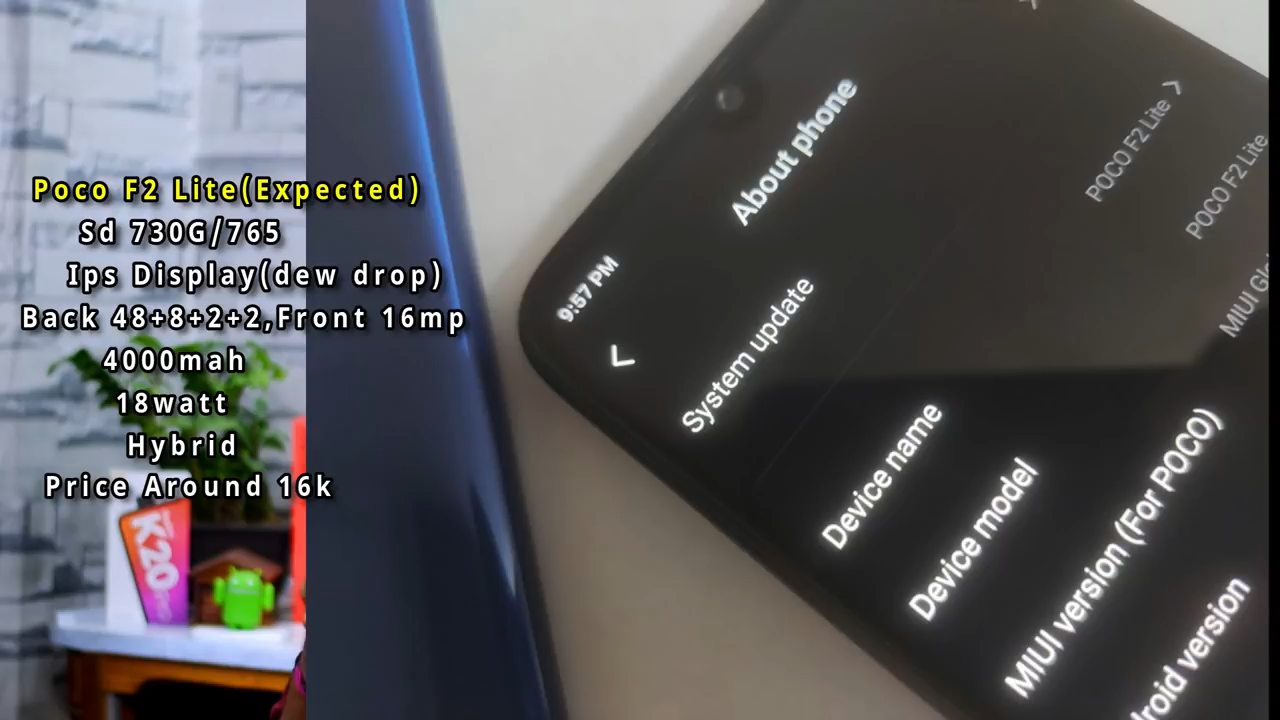 Poco F2 Lite(Expected)
Sd 730G/765
Ips Display(dew drop)
Back 48+8+2+2,Front 16mp
4000mah
18watt
Hybrid
Price Around 16k
K20
9:57 PM
About phone
System update
Device name
POCO F2 Lite
Device model
POCO F2 Lite
MIUI version (For POCO)
MIUI
version